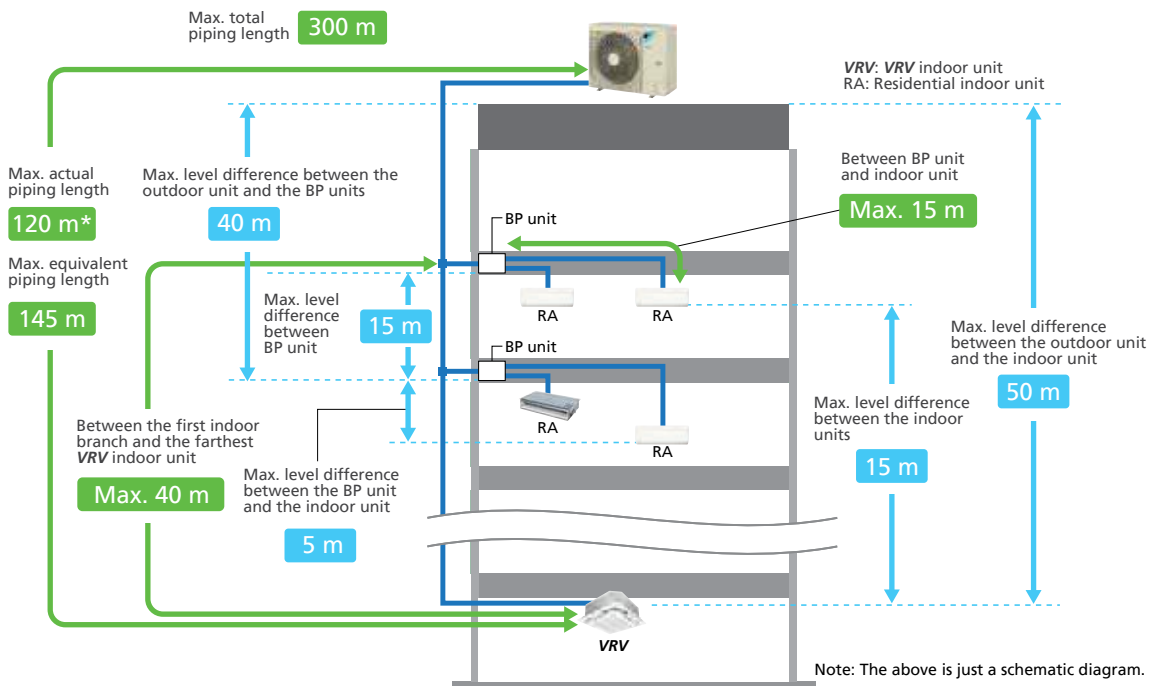 Max. total
piping length 300 m
VRV: VRV indoor unit
RA: Residential indoor unit
Max. actual
piping length
120 m*
Max. equivalent
piping length
145 m
Max. level difference between the
outdoor unit and the BP units
40 m
Between BP unit
and indoor unit
Max. 15 m
BP unit
RA
RA
Max. level
difference
between
BP unit
15 m
BP unit
RA
RA
Between the first indoor
branch and the farthest
VRV indoor unit
Max. 40 m
Max. level difference
between the BP unit
and the indoor unit
5 m
Max. level difference
between the indoor
units
15 m
Max. level difference
between the outdoor unit
and the indoor unit
50 m
VRV
Note: The above is just a schematic diagram.